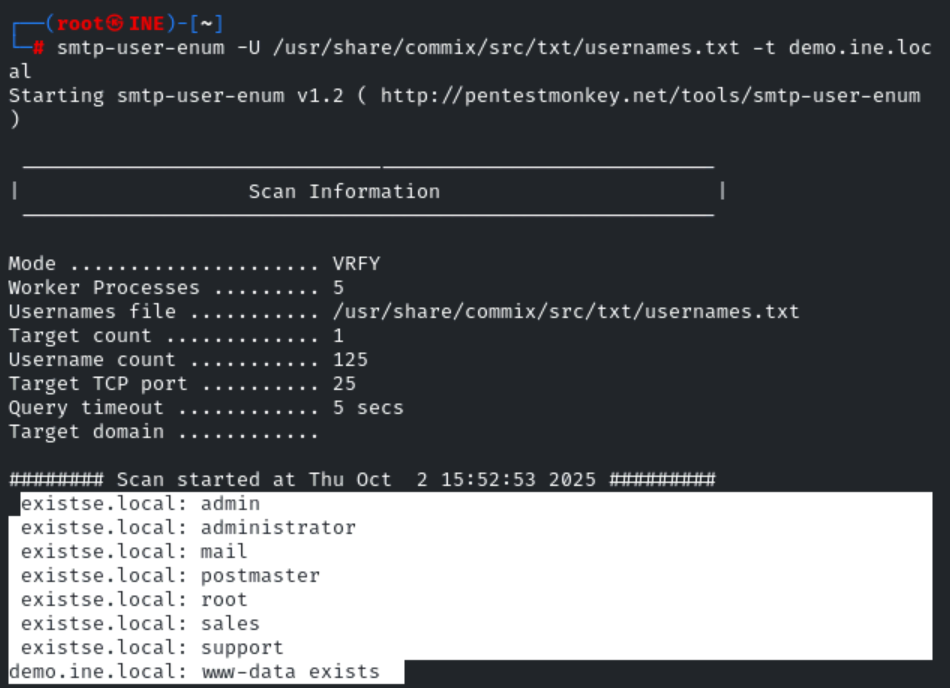 ┌──(root㉿INE)-[~]
└─# smtp-user-enum -U /usr/share/commix/src/txt/usernames.txt -t demo.ine.loc
al
Starting smtp-user-enum v1.2 ( http://pentestmonkey.net/tools/smtp-user-enum
)
| Scan Information |
Mode ..................... VRFY
Worker Processes ......... 5
Usernames file ........... /usr/share/commix/src/txt/usernames.txt
Target count ............. 1
Username count ........... 125
Target TCP port .......... 25
Query timeout ............ 5 secs
Target domain ............
######## Scan started at Thu Oct  2 15:52:53 2025 #########
existse.local: admin
existse.local: administrator
existse.local: mail
existse.local: postmaster
existse.local: root
existse.local: sales
existse.local: support
demo.ine.local: www-data exists